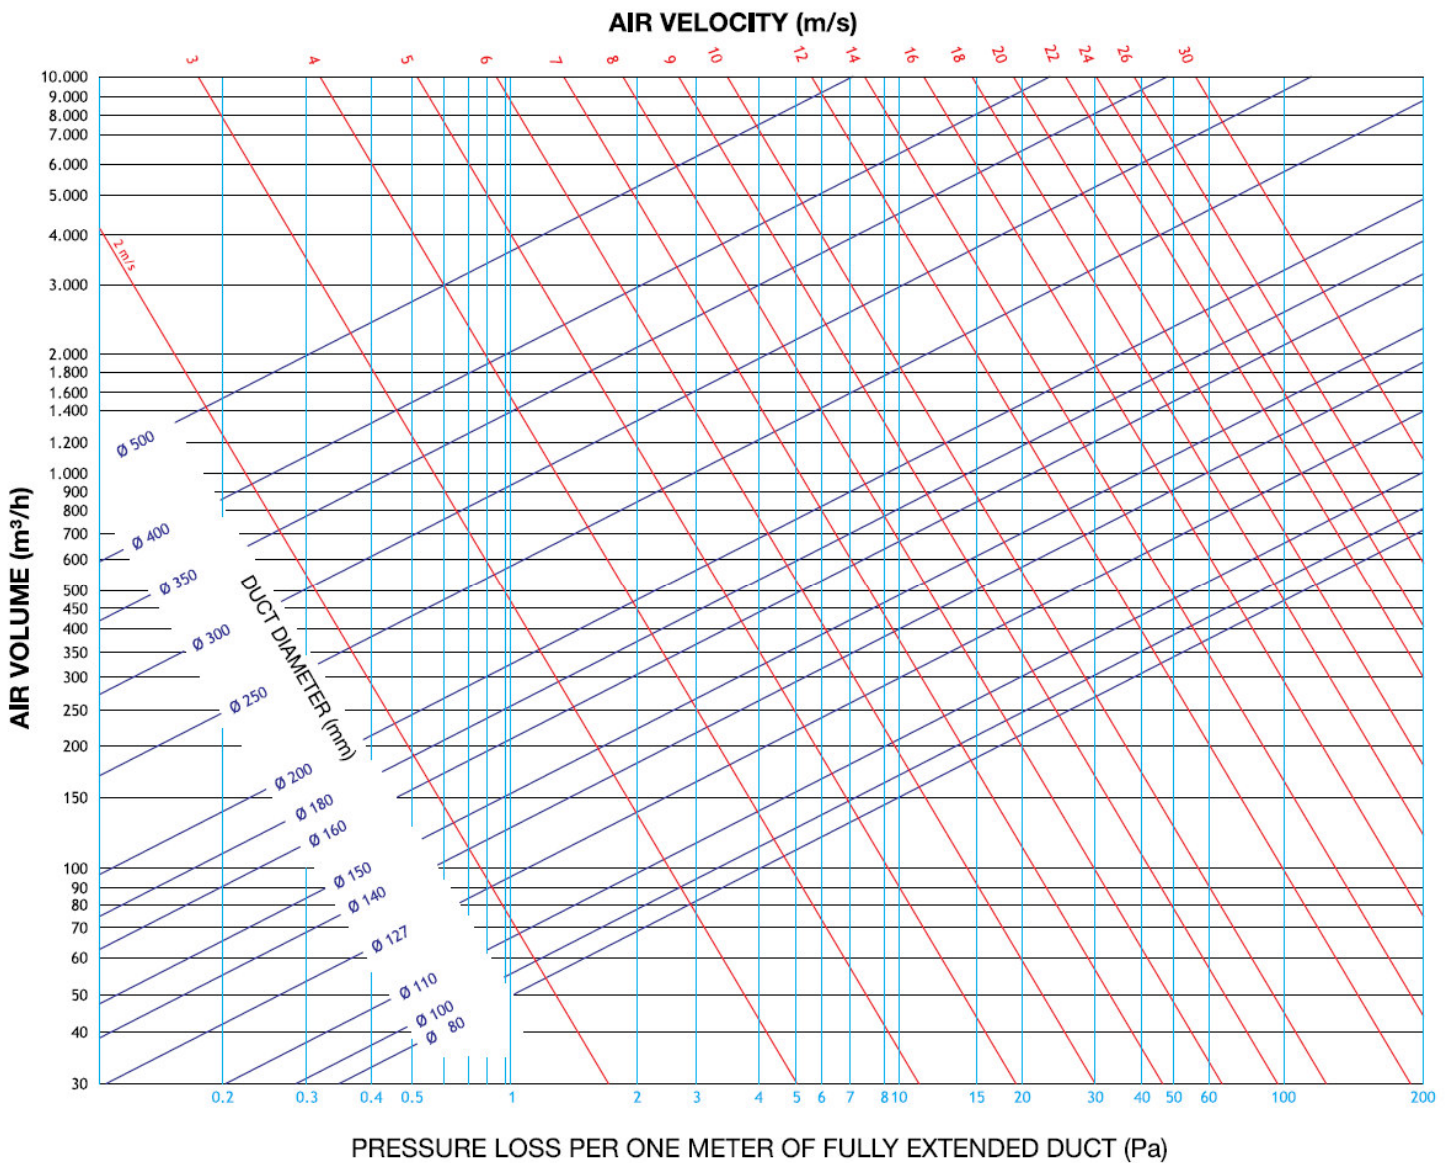 AIR VELOCITY (m/s)
3 4 5 6 7 8 9 10 12 14 16 18 20 22 24 26 30
10.000
9.000
8.000
7.000
6.000
5.000
4.000
2 m/s
3.000
2.000
1.800
1.600
1.400
1.200
1.000
900
800
700
600
500
450
400
350
300
250
200
150
100
90
80
70
60
50
40
30
AIR VOLUME (m³/h)
Ø 500
Ø 400
Ø 350
Ø 300
Ø 250
Ø 200
Ø 180
Ø 160
Ø 150
Ø 140
Ø 127
Ø 110
Ø 100
Ø 80
DUCT DIAMETER (mm)
0.2 0.3 0.4 0.5 1 2 3 4 5 6 7 8 10 15 20 30 40 50 60 100 200
PRESSURE LOSS PER ONE METER OF FULLY EXTENDED DUCT (Pa)